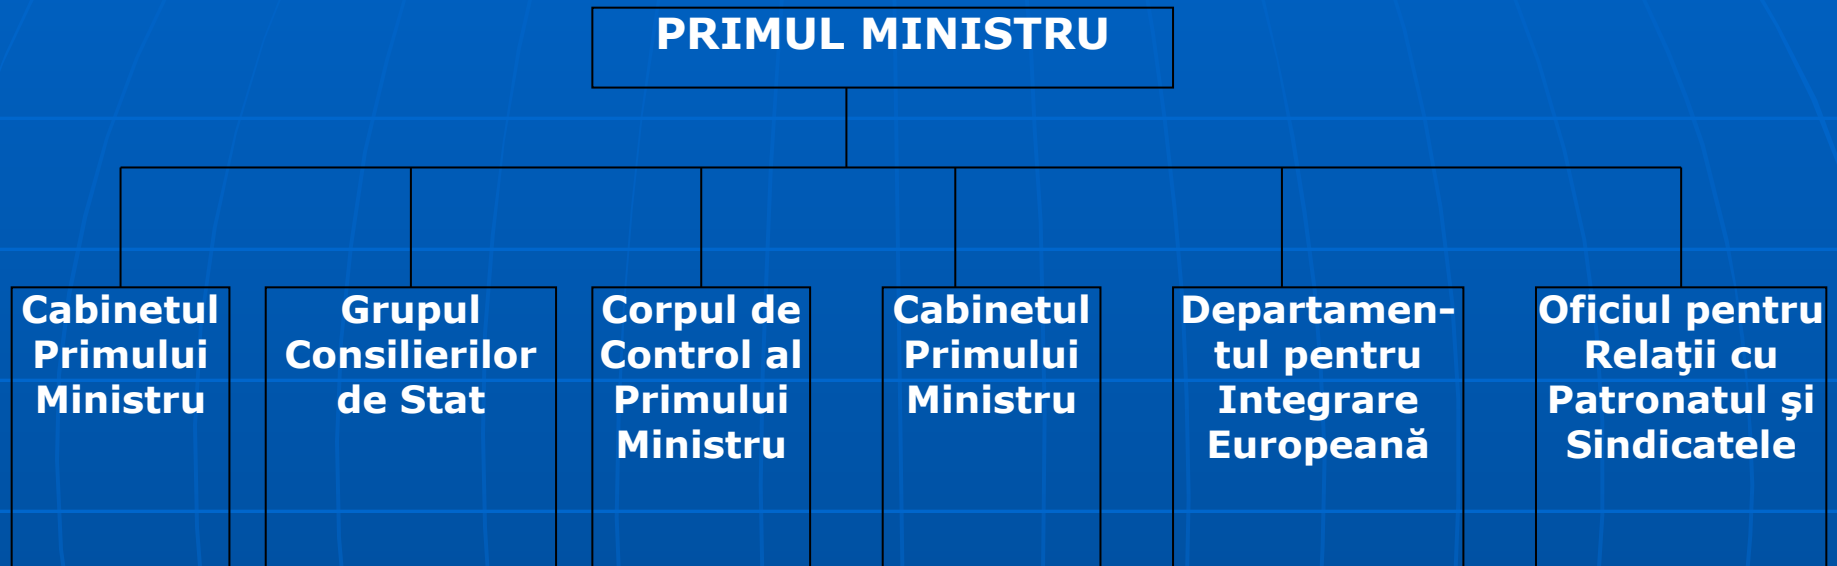 PRIMUL MINISTRU
Cabinetul
Primului
Ministru
Grupul
Consilierilor
de Stat
Corpul de
Control al
Primului
Ministru
Cabinetul
Primului
Ministru
Departamen-
tul pentru
Integrare
Europeană
Oficiul pentru
Relaţii cu
Patronatul şi
Sindicatele